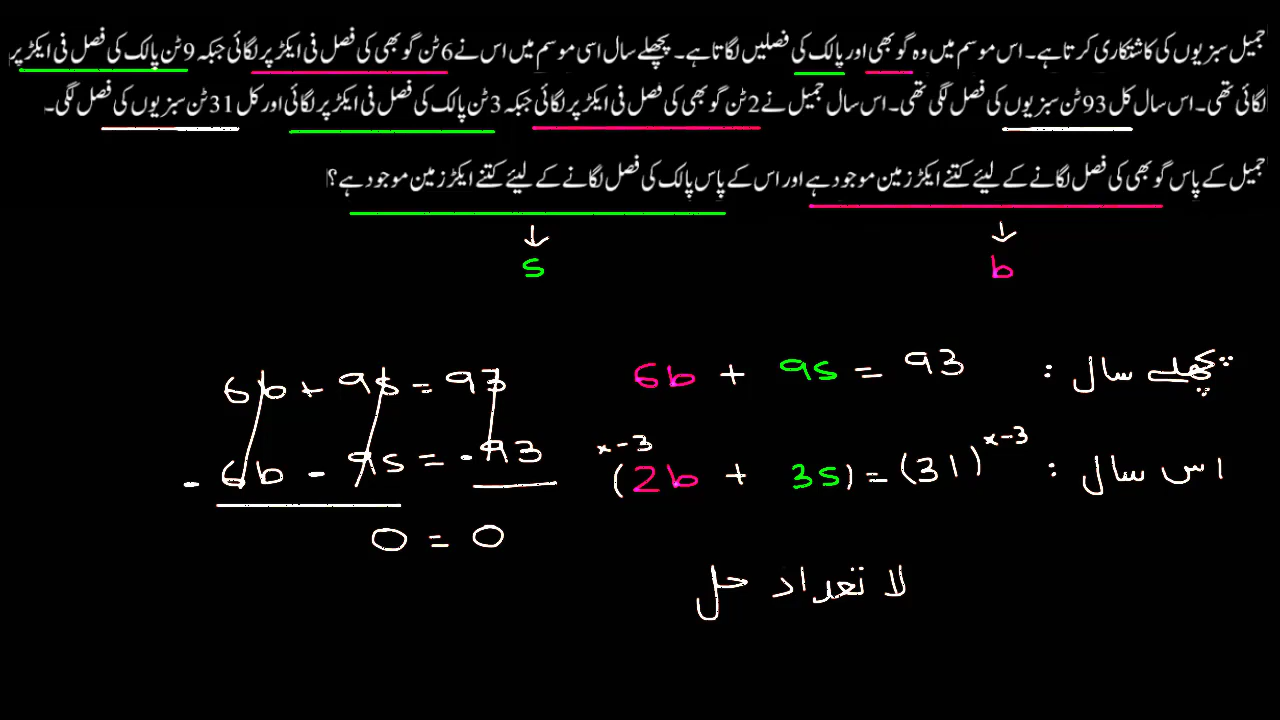 جمیل سبزیوں کی کاشتکاری کرتا ہے۔ اس موسم میں وہ گوبھی اور پالک کی فصلیں لگاتا ہے۔ پچھلے سال اسی موسم میں اس نے 6 ٹن گوبھی کی فصل فی ایکڑ پر لگائی جبکہ 9 ٹن پالک کی فصل فی ایکڑ پر
لگائی تھی۔ اس سال کل 93 ٹن سبزیوں کی فصل لگی تھی۔ اس سال جمیل نے 2 ٹن گوبھی کی فصل فی ایکڑ پر لگائی جبکہ 3 ٹن پالک کی فصل فی ایکڑ پر لگائی اور کل 31 ٹن سبزیوں کی فصل لگی۔
جمیل کے پاس گوبھی کی فصل لگانے کے لیئے کتنے ایکڑ زمین موجود ہے اور اس کے پاس پالک کی فصل لگانے کے لیئے کتنے ایکڑ زمین موجود ہے؟
↓ b
↓ s
پچھلے سال : 6b + 9s = 93
اس سال : (2b + 3s)^x-3 = (31)^x-3
6b + 9s = 93
- 6b - 9s = - 93
0 = 0
لا تعداد حل